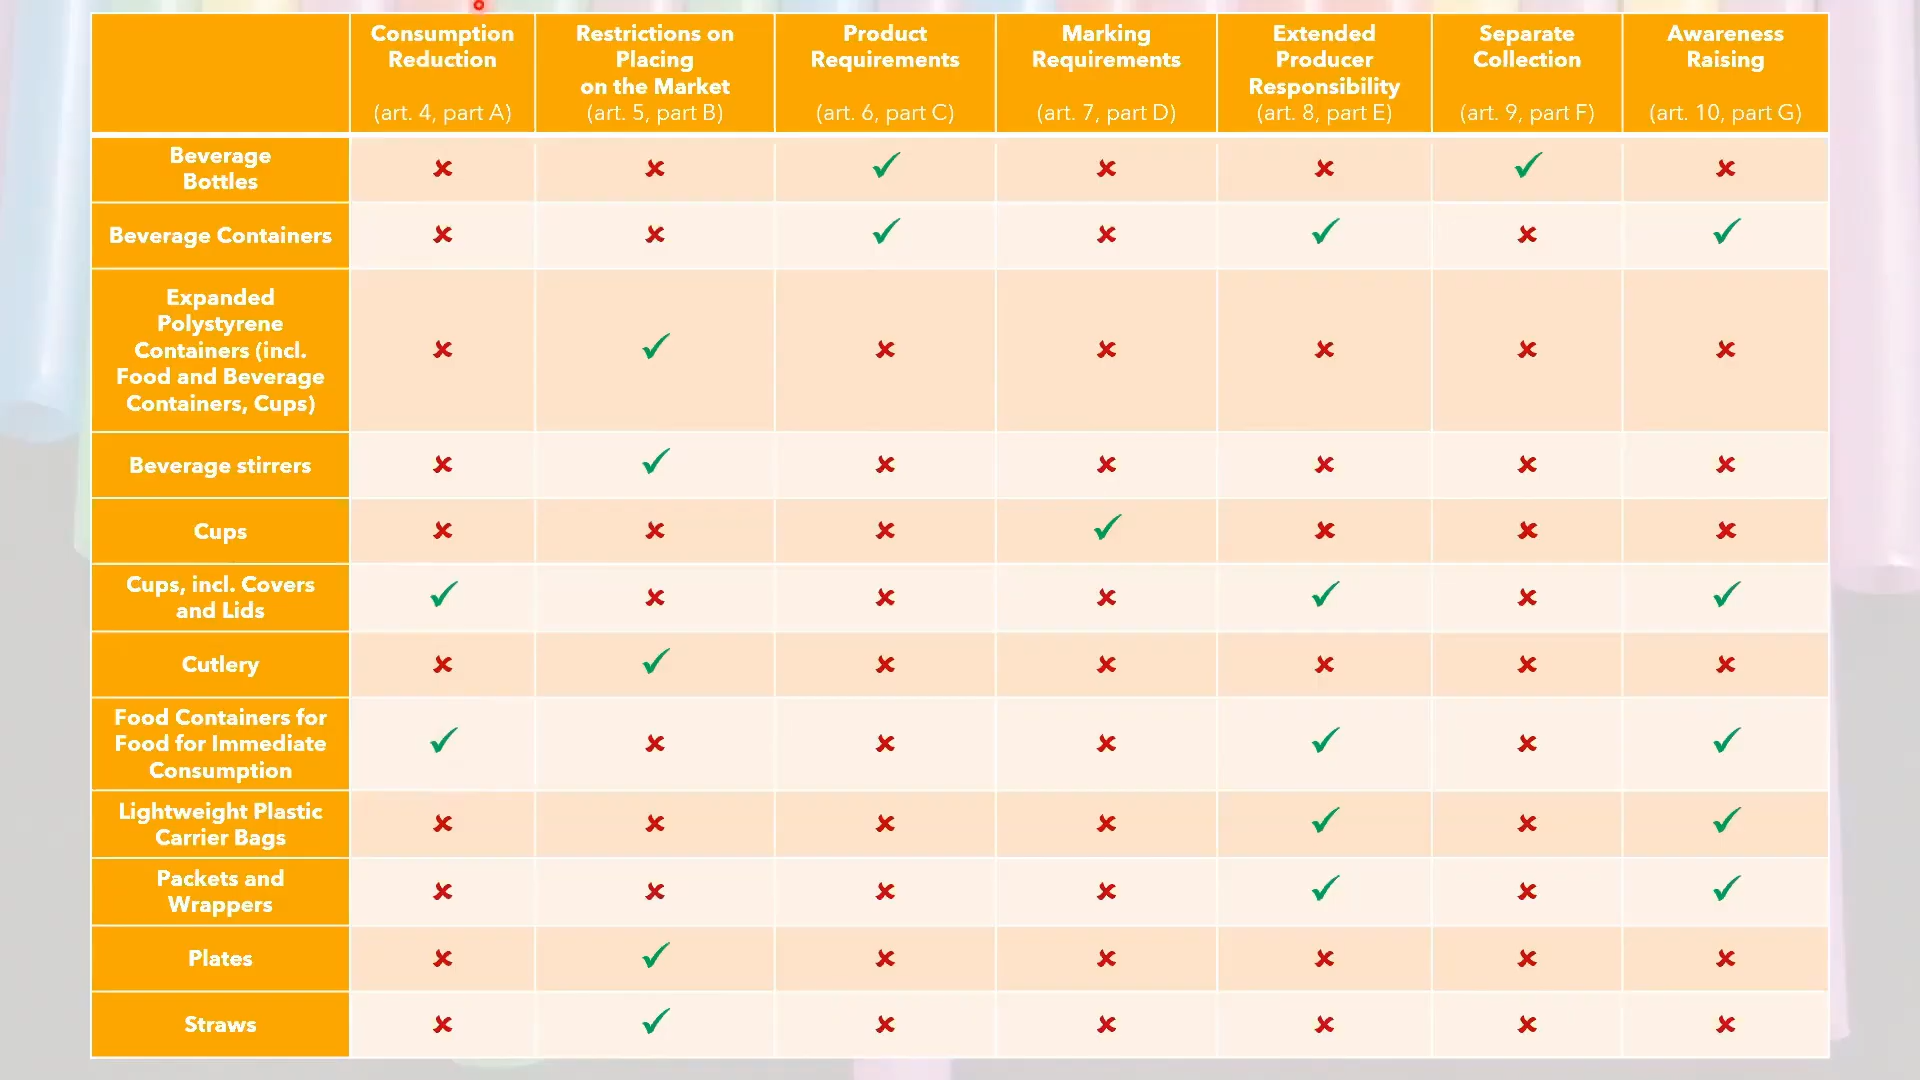 Consumption
Reduction
(art. 4, part A)
Restrictions on
Placing
on the Market
(art. 5, part B)
Product
Requirements
(art. 6, part C)
Marking
Requirements
(art. 7, part D)
Extended
Producer
Responsibility
(art. 8, part E)
Separate
Collection
(art. 9, part F)
Awareness
Raising
(art. 10, part G)
Beverage
Bottles
✘ ✘ ✓ ✘ ✘ ✓ ✘
Beverage Containers
✘ ✘ ✓ ✘ ✓ ✘ ✓
Expanded
Polystyrene
Containers (incl.
Food and Beverage
Containers, Cups)
✘ ✓ ✘ ✘ ✘ ✘ ✘
Beverage stirrers
✘ ✓ ✘ ✘ ✘ ✘ ✘
Cups
✘ ✘ ✘ ✓ ✘ ✘ ✘
Cups, incl. Covers
and Lids
✓ ✘ ✘ ✘ ✓ ✘ ✓
Cutlery
✘ ✓ ✘ ✘ ✘ ✘ ✘
Food Containers for
Food for Immediate
Consumption
✓ ✘ ✘ ✘ ✓ ✘ ✓
Lightweight Plastic
Carrier Bags
✘ ✘ ✘ ✘ ✓ ✘ ✓
Packets and
Wrappers
✘ ✘ ✘ ✘ ✓ ✘ ✓
Plates
✘ ✓ ✘ ✘ ✘ ✘ ✘
Straws
✘ ✓ ✘ ✘ ✘ ✘ ✘